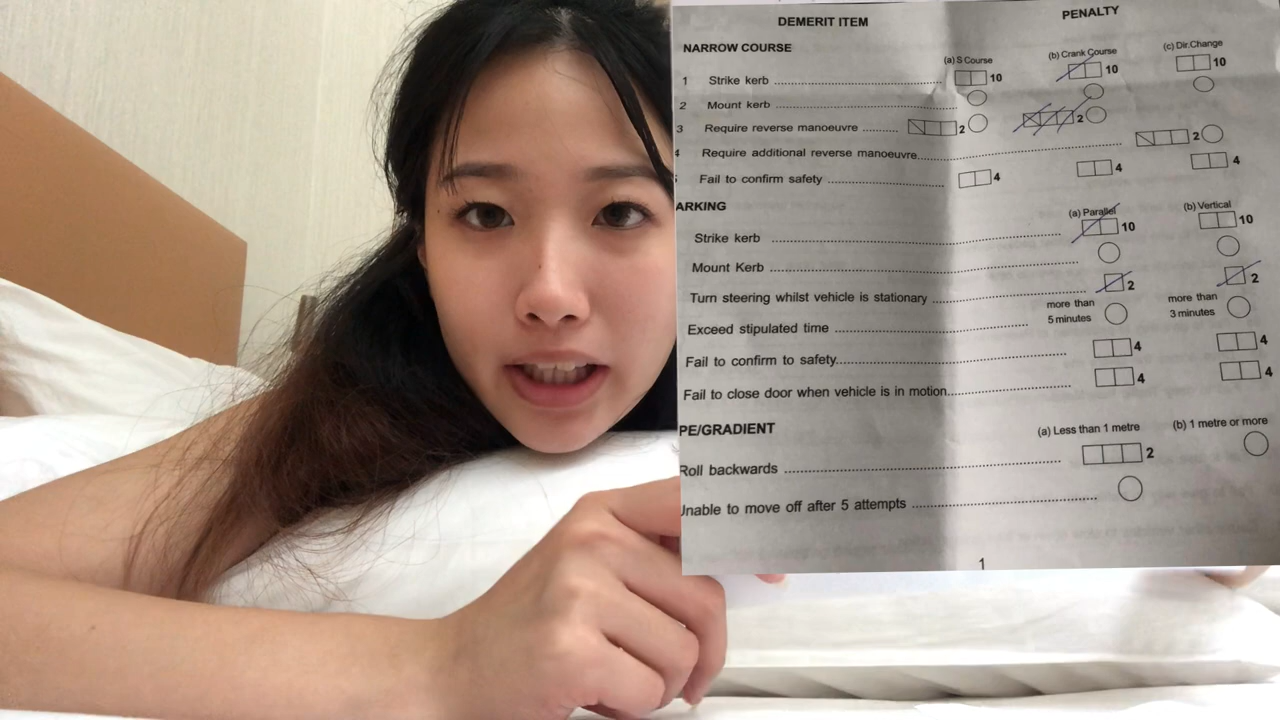 DEMERIT ITEM PENALTY
NARROW COURSE (a) S Course (b) Crank Course (c) Dir.Change
1 Strike kerb 10 10 10
2 Mount kerb
3 Require reverse manoeuvre 2 2
4 Require additional reverse manoeuvre 2
Fail to confirm safety 4 4 4
ARKING (a) Parallel (b) Vertical
Strike kerb 10 10
Mount Kerb
Turn steering whilst vehicle is stationary 2 2
Exceed stipulated time more than 5 minutes more than 3 minutes
Fail to confirm to safety 4 4
Fail to close door when vehicle is in motion 4 4
PE/GRADIENT (a) Less than 1 metre (b) 1 metre or more
Roll backwards 2
Unable to move off after 5 attempts
1